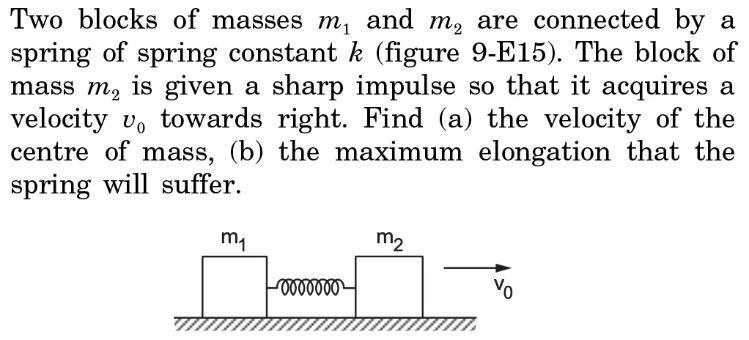 Two blocks of masses m₁ and m₂ are connected by a
spring of spring constant k (figure 9-E15). The block of
mass m₂ is given a sharp impulse so that it acquires a
velocity v₀ towards right. Find (a) the velocity of the
centre of mass, (b) the maximum elongation that the
spring will suffer.
m₁ m₂
v₀